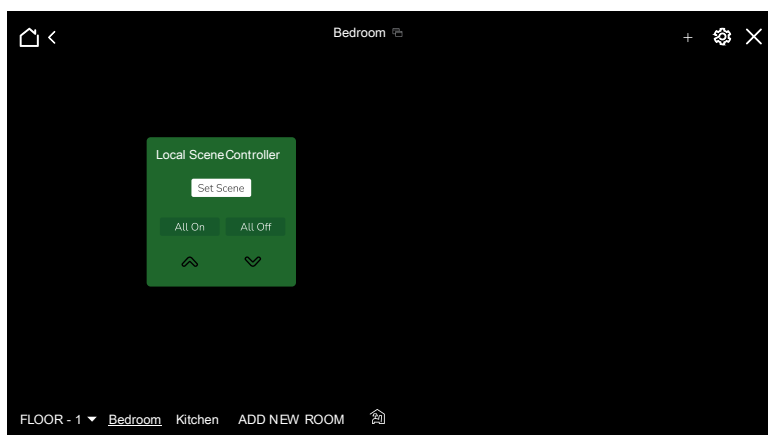 Bedroom
+
Local Scene Controller
Set Scene
All On All Off
FLOOR - 1 Bedroom Kitchen ADD NEW ROOM